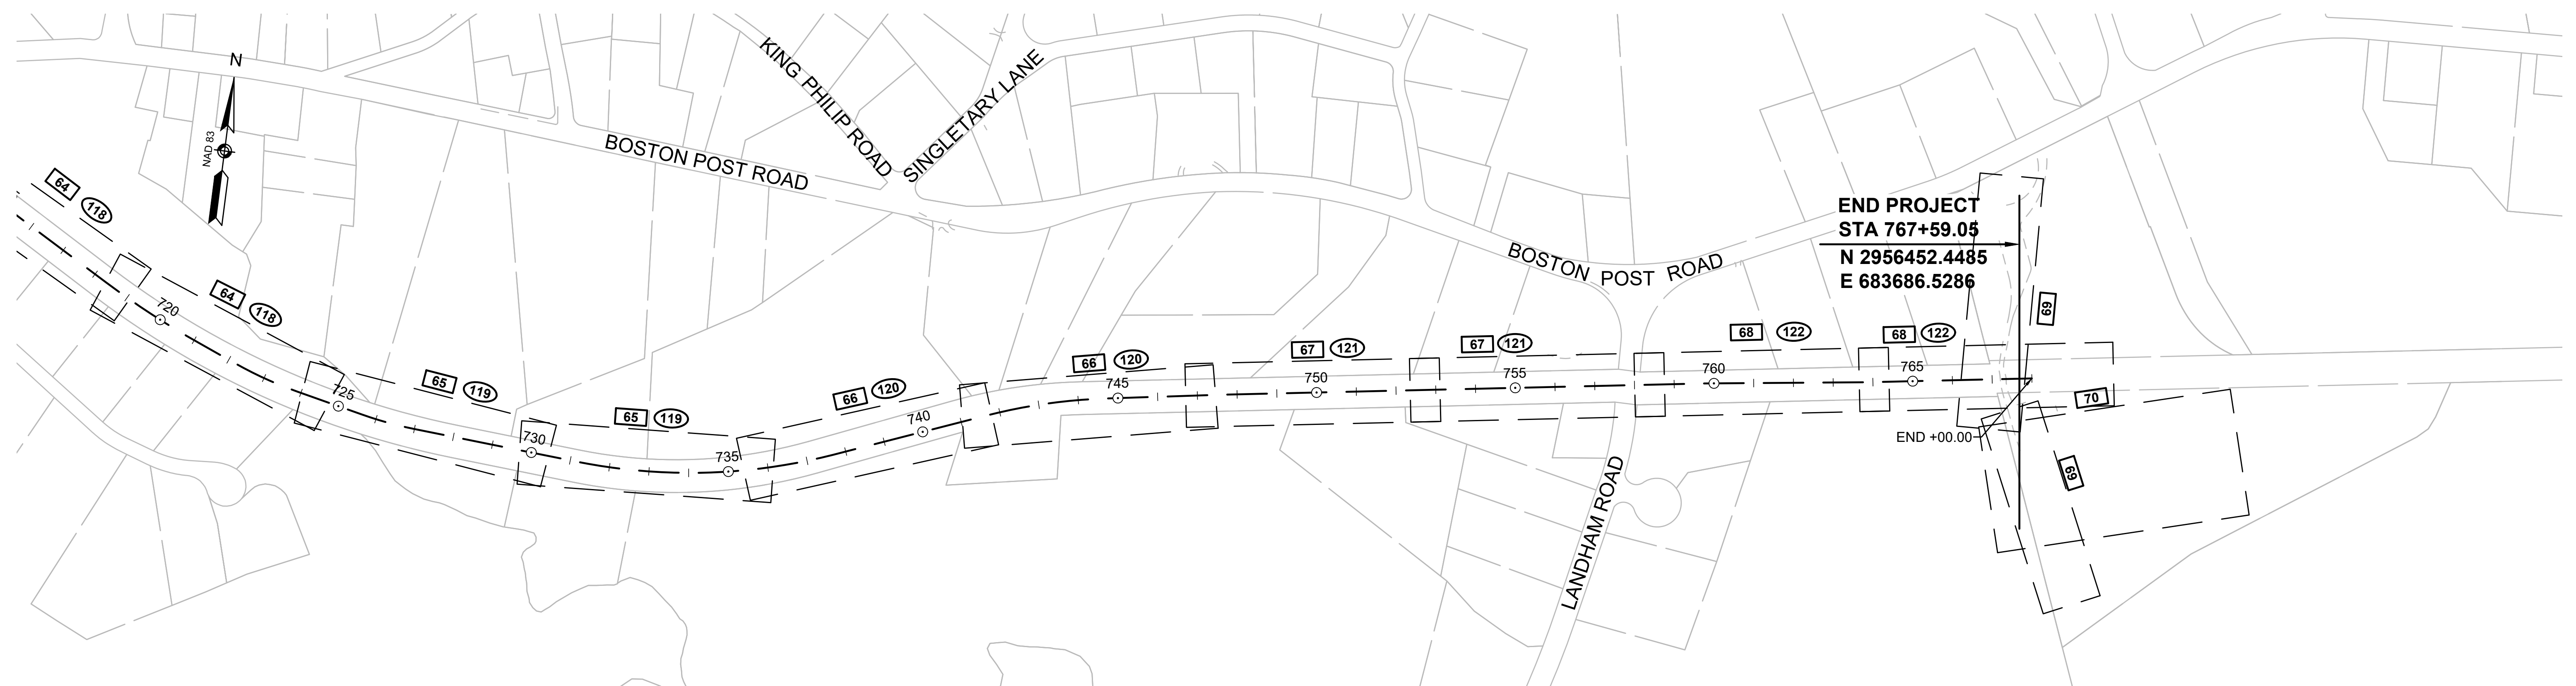 N
NAD 83
KING PHILIP ROAD
SINGLETARY LANE
BOSTON POST ROAD
64
118
64
118
720
725
65
119
730
65
119
735
66
120
740
66
120
745
67
121
750
67
121
755
BOSTON POST ROAD
LANDHAM ROAD
68
122
760
68
122
765
END PROJECT
STA 767+59.05
N 2956452.4485
E 683686.5286
69
70
END +00.00
69